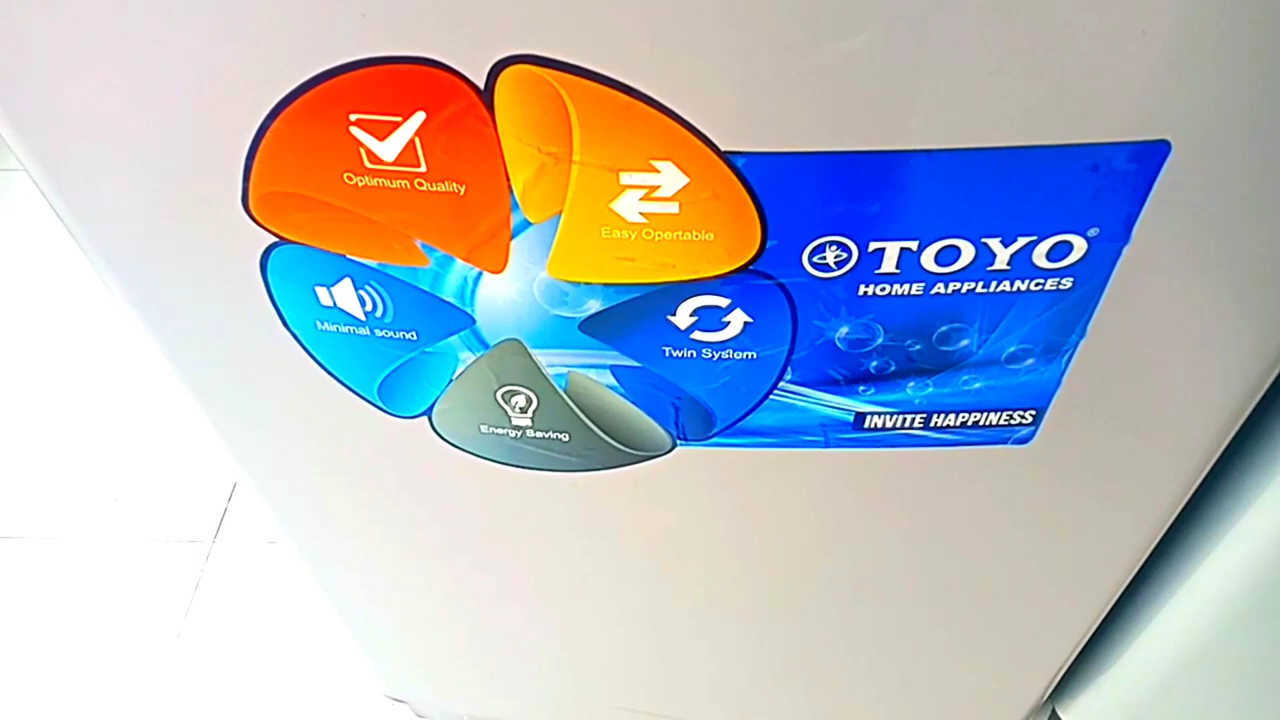 Optimum Quality
Easy Opertable
TOYO®
HOME APPLIANCES
Minimal sound
Twin System
Energy Saving
INVITE HAPPINESS